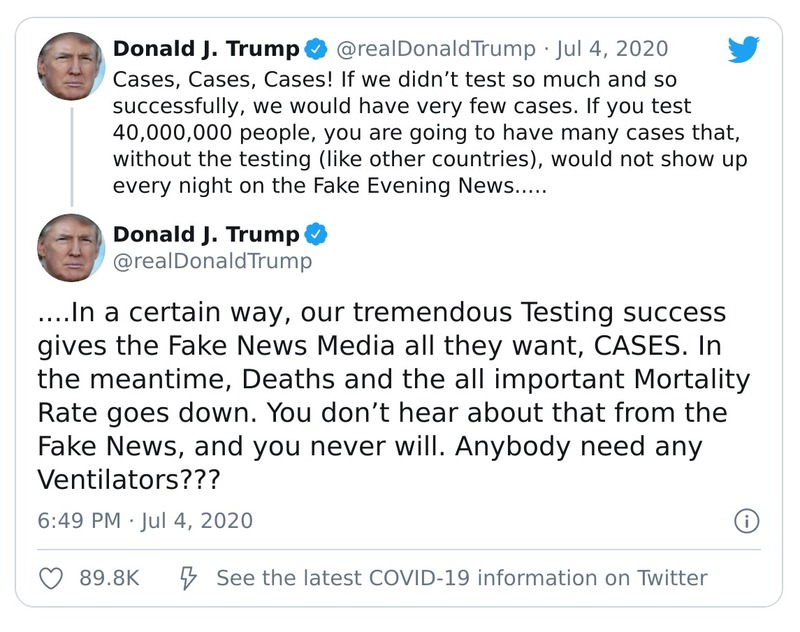 Donald J. Trump @realDonaldTrump · Jul 4, 2020
Cases, Cases, Cases! If we didn’t test so much and so
successfully, we would have very few cases. If you test
40,000,000 people, you are going to have many cases that,
without the testing (like other countries), would not show up
every night on the Fake Evening News.....
Donald J. Trump
@realDonaldTrump
....In a certain way, our tremendous Testing success
gives the Fake News Media all they want, CASES. In
the meantime, Deaths and the all important Mortality
Rate goes down. You don’t hear about that from the
Fake News, and you never will. Anybody need any
Ventilators???
6:49 PM · Jul 4, 2020
89.8K See the latest COVID-19 information on Twitter